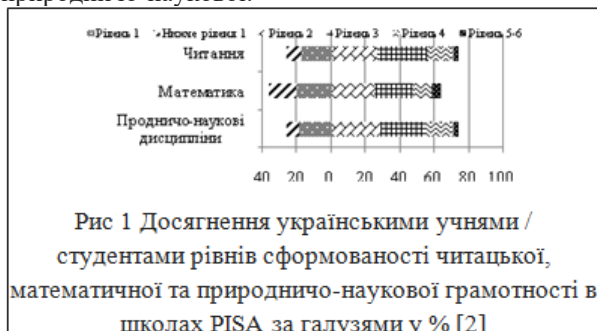 природничо-наукової.
Рівень 1 Нижче рівня 1 Рівень 2 Рівень 3 Рівень 4 Рівень 5-6
Читання
Математика
Продничо-наукові
дисципліни
40 20 0 20 40 60 80 100
Рис 1 Досягнення українськими учнями /
студентами рівнів сформованості читацької,
математичної та природничо-наукової грамотності в
школах PISA за галузями у % [2]